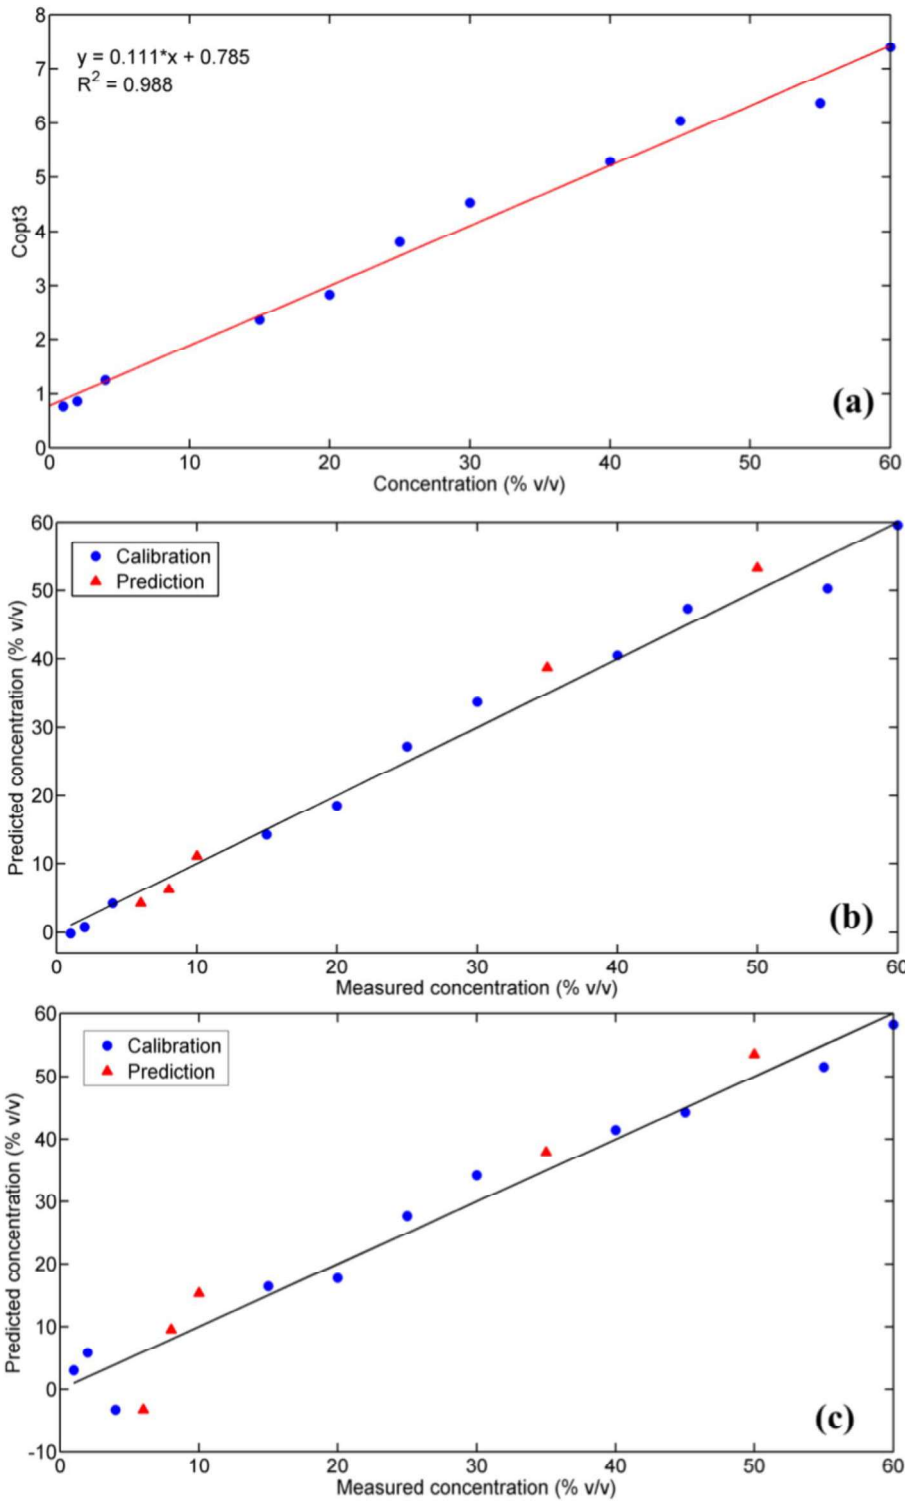 8
7
6
5
4
3
2
1
0
Copt3
y = 0.111*x + 0.785
R² = 0.988
(a)
0 10 20 30 40 50 60
Concentration (% v/v)
60
50
40
30
20
10
0
Predicted concentration (% v/v)
Calibration
Prediction
(b)
0 10 20 30 40 50 60
Measured concentration (% v/v)
60
50
40
30
20
10
0
-10
Predicted concentration (% v/v)
Calibration
Prediction
(c)
0 10 20 30 40 50 60
Measured concentration (% v/v)